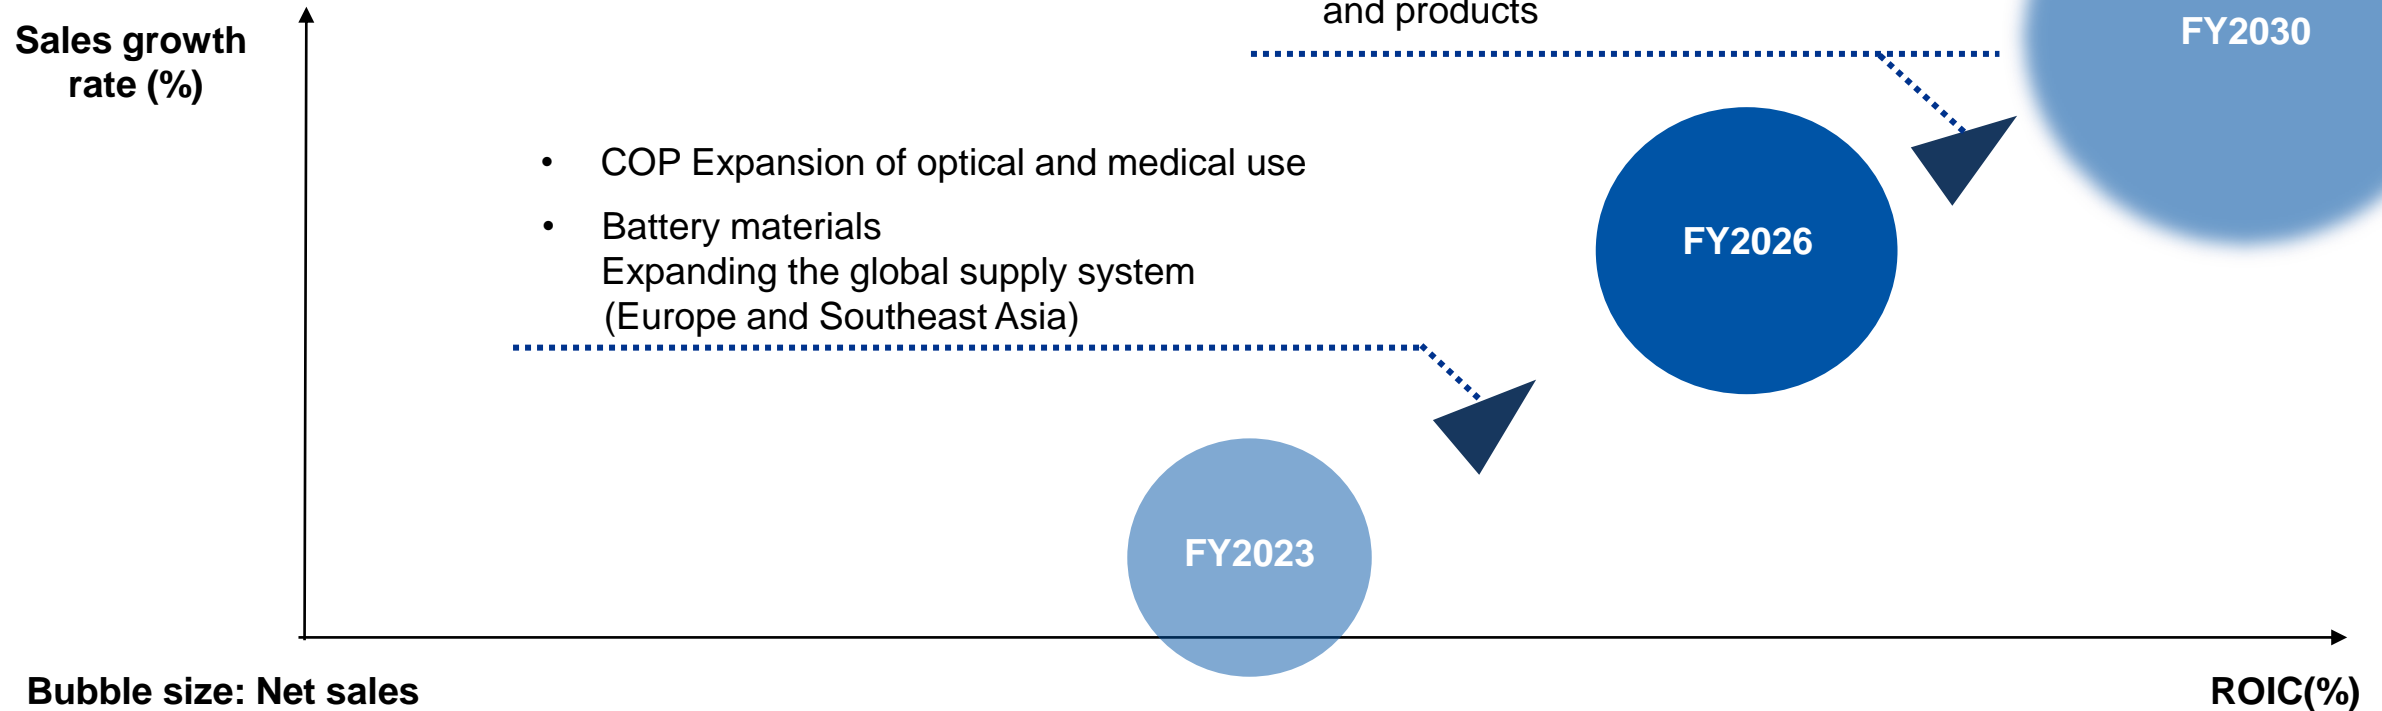 and products
Sales growth
rate (%)
FY2030
• COP Expansion of optical and medical use
• Battery materials
Expanding the global supply system
(Europe and Southeast Asia)
FY2026
FY2023
Bubble size: Net sales
ROIC(%)